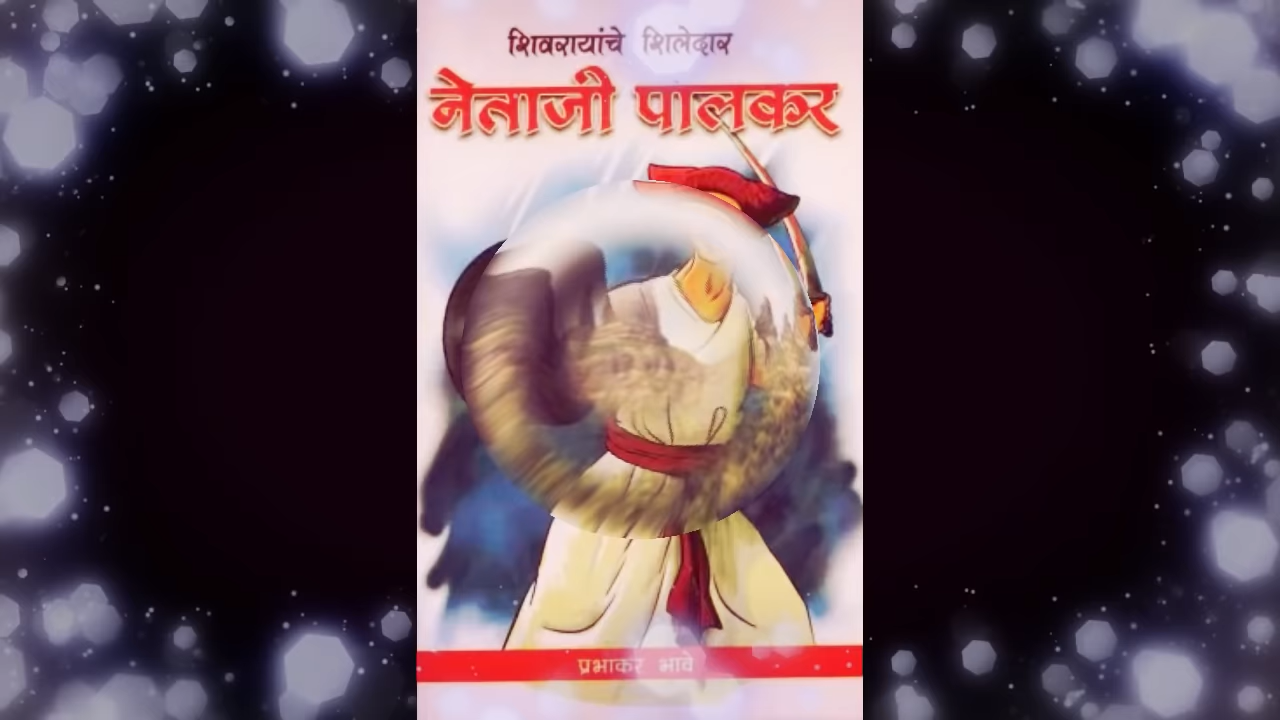 शिवरायांचे शिलेदार
नेताजी पालकर
प्रभाकर भावे